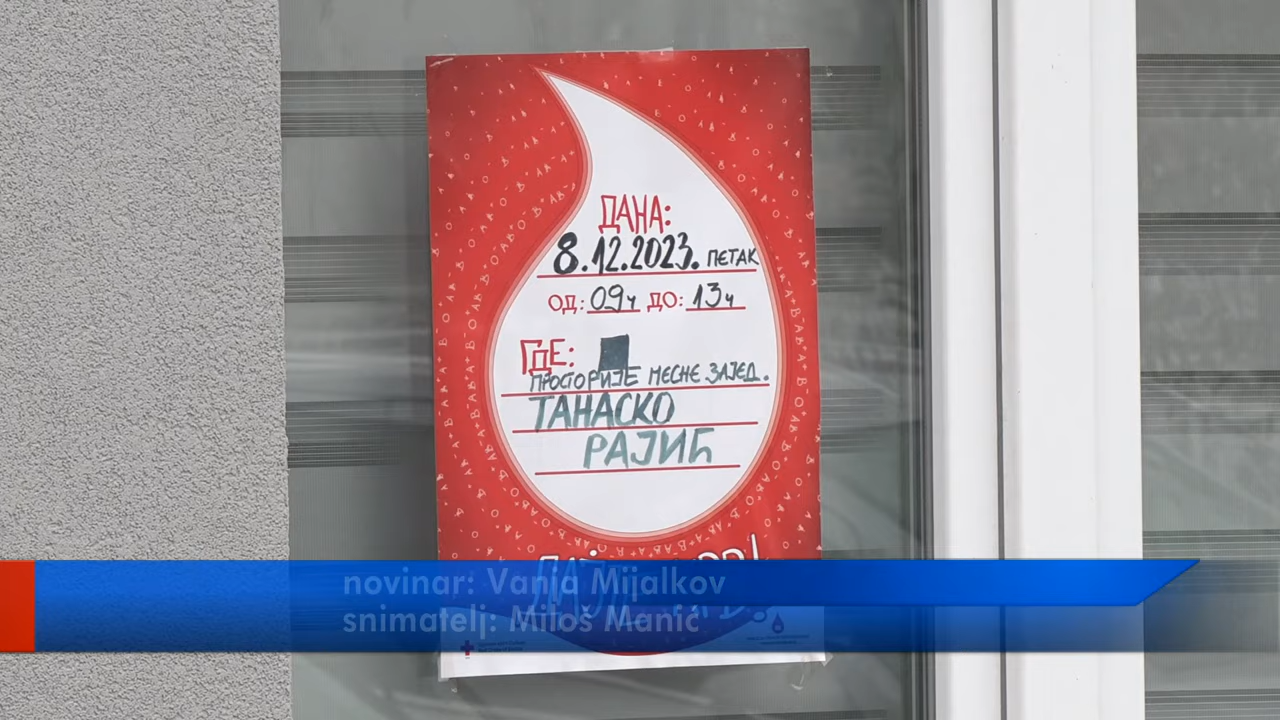 ДАНА:
8.12.2023. ПЕТАК
ОД: 09ч ДО: 13ч
ГДЕ:
ПРОСТОРИЈЕ МЕСНЕ ЗАЈЕД.
ТАНАСКО
РАЈИЋ
novinar: Vanja Mijalkov
snimatelj: Miloš Manić